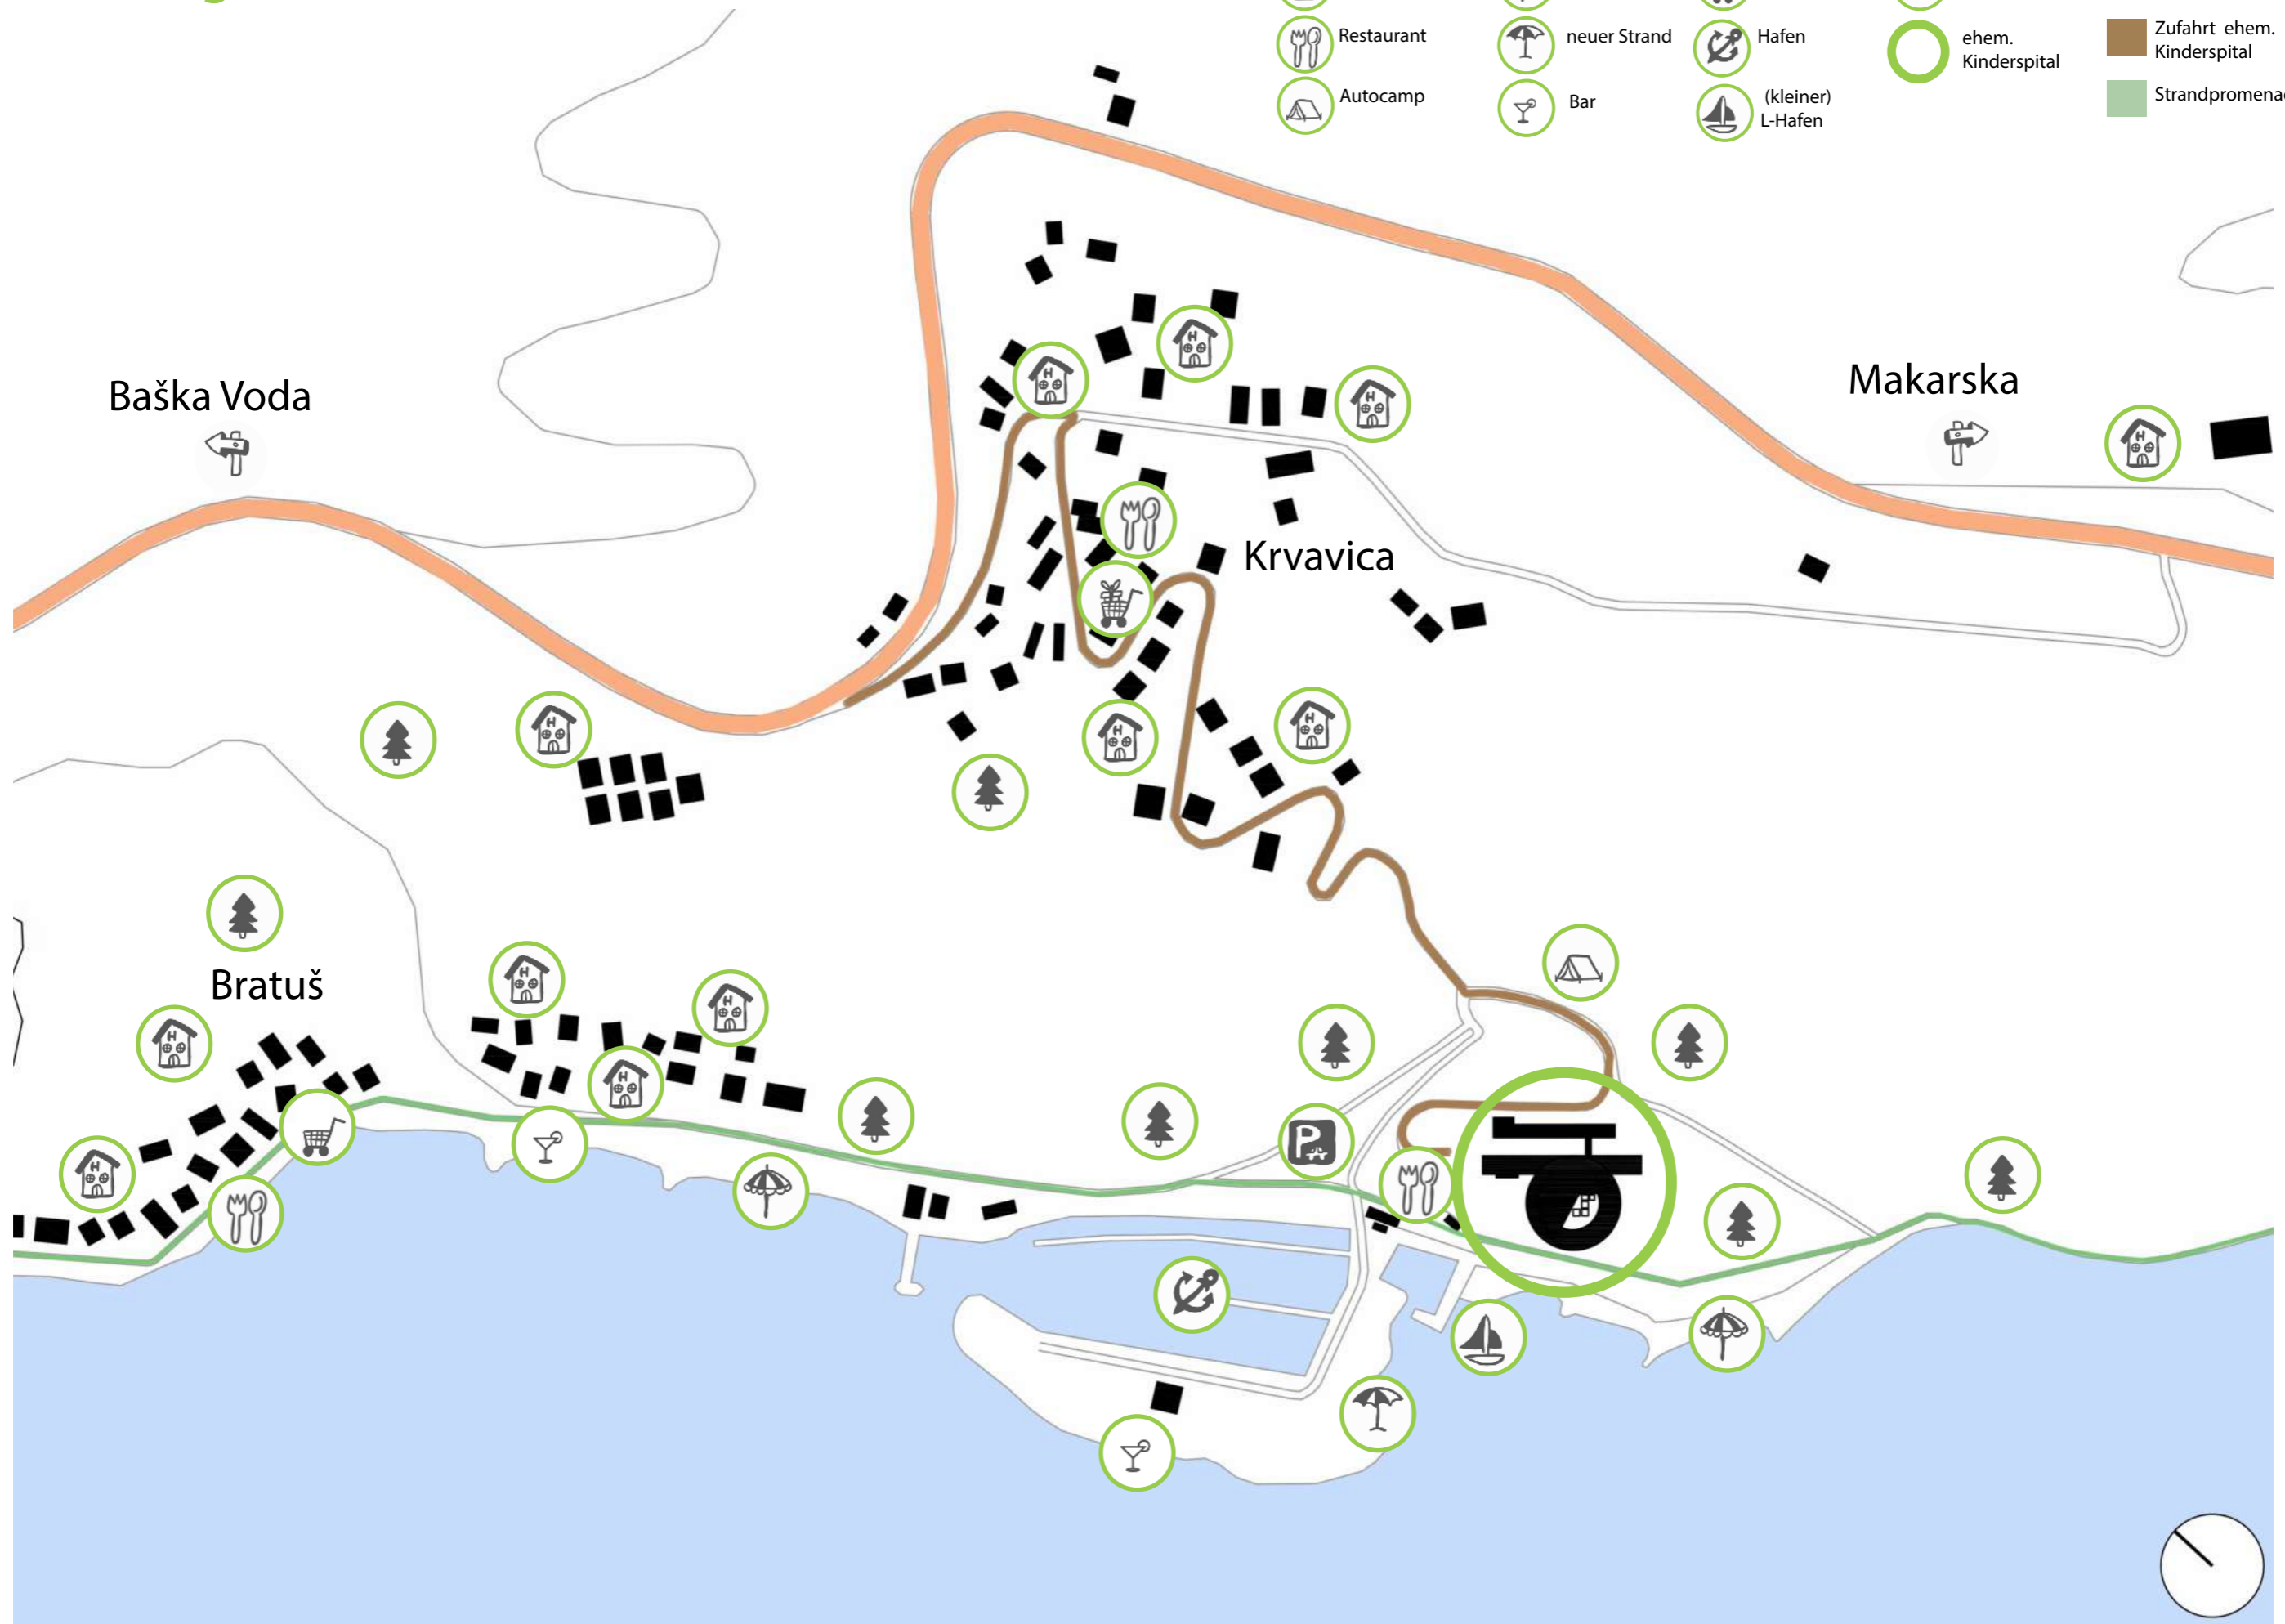 Restaurant
neuer Strand
Hafen
ehem.
Kinderspital
Zufahrt ehem.
Kinderspital
Autocamp
Bar
(kleiner)
L-Hafen
Baška Voda
Makarska
Krvavica
Bratuš
P